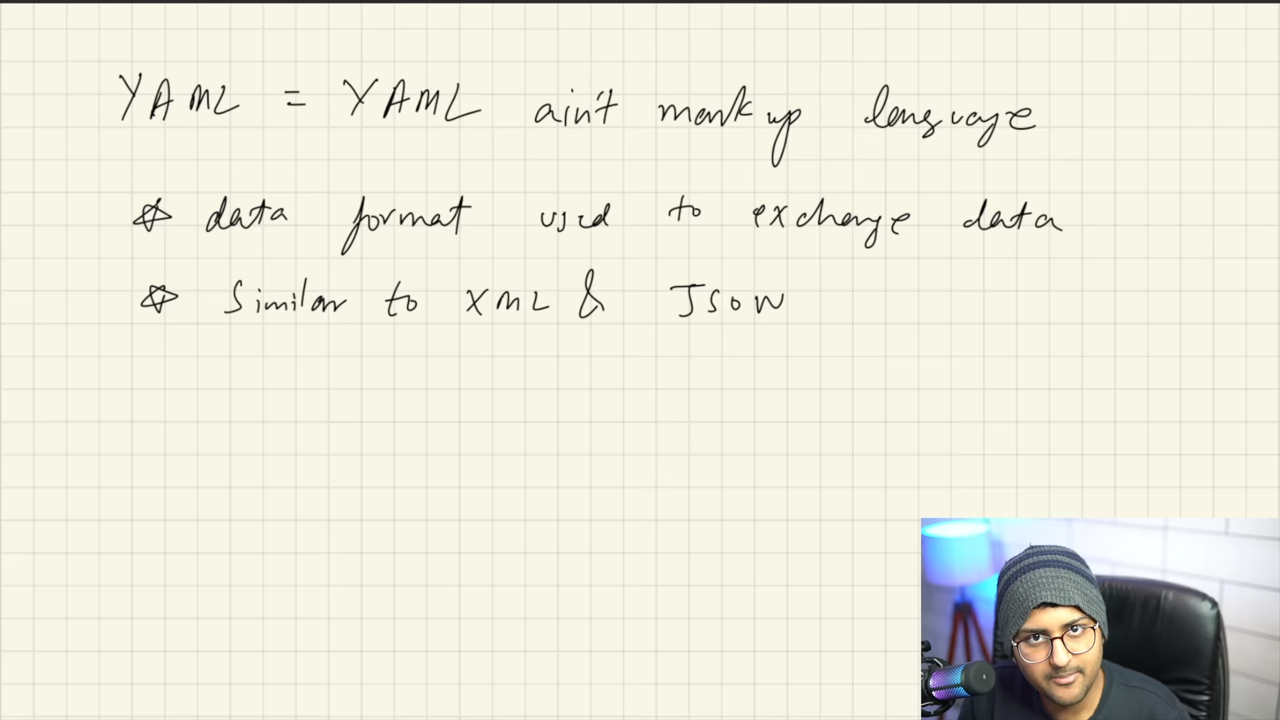 YAML = YAML ain't markup language
☆ data format used to exchange data
☆ Similar to XML & JSON